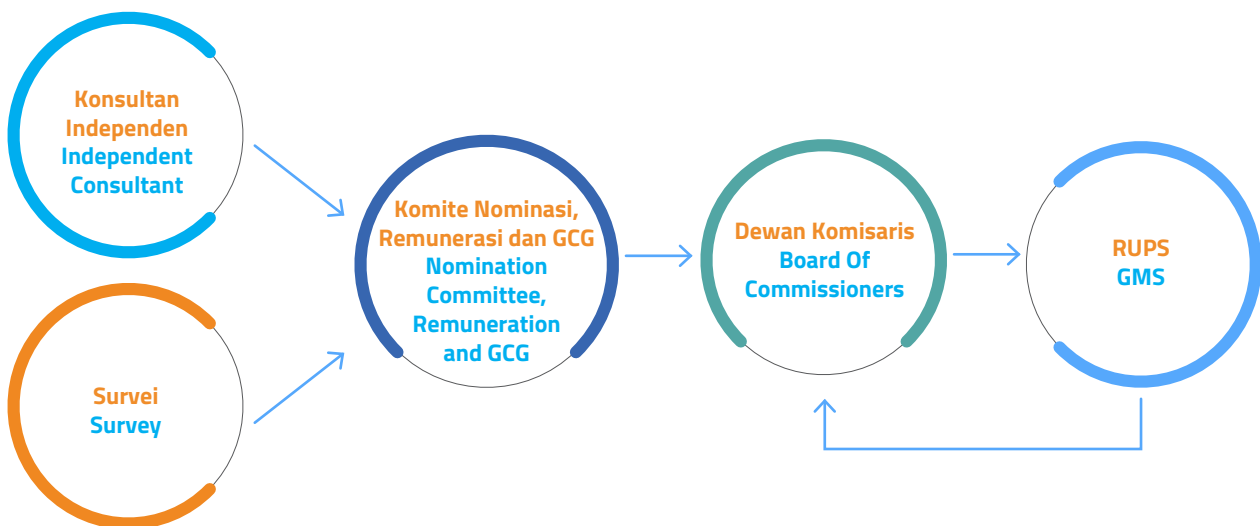 Konsultan
Independen
Independent
Consultant
Survei
Survey
Komite Nominasi,
Remunerasi dan GCG
Nomination
Committee,
Remuneration
and GCG
Dewan Komisaris
Board Of
Commissioners
RUPS
GMS